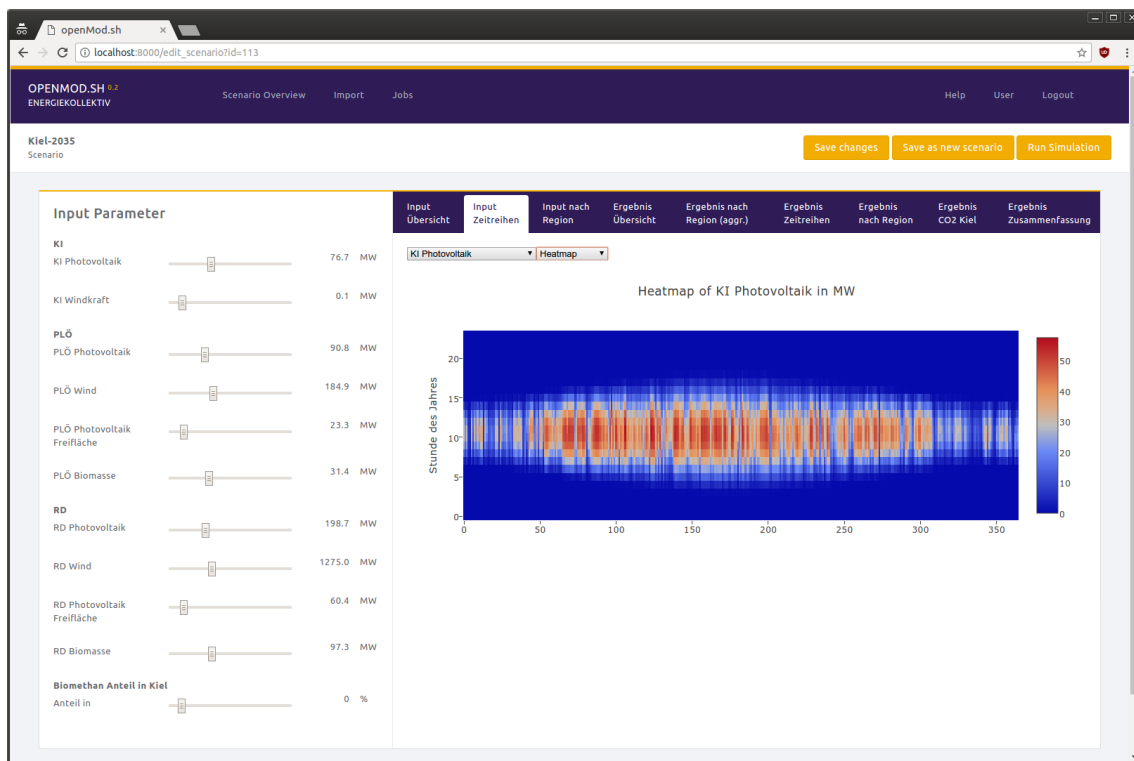 openMod.sh
localhost:8000/edit_scenario?id=113
OPENMOD.SH 0.2
ENERGIEKOLLEKTIV
Scenario Overview
Import
Jobs
Help
User
Logout
Kiel-2035
Scenario
Save changes
Save as new scenario
Run Simulation
Input Parameter
KI
KI Photovoltaik
76.7 MW
KI Windkraft
0.1 MW
PLÖ
PLÖ Photovoltaik
90.8 MW
PLÖ Wind
184.9 MW
PLÖ Photovoltaik
Freifläche
23.3 MW
PLÖ Biomasse
31.4 MW
RD
RD Photovoltaik
198.7 MW
RD Wind
1275.0 MW
RD Photovoltaik
Freifläche
60.4 MW
RD Biomasse
97.3 MW
Biomethan Anteil in Kiel
Anteil in
0 %
Input
Übersicht
Input
Zeitreihen
Input nach
Region
Ergebnis
Übersicht
Ergebnis nach
Region (aggr.)
Ergebnis
Zeitreihen
Ergebnis
nach Region
Ergebnis
CO2 Kiel
Ergebnis
Zusammenfassung
KI Photovoltaik
Heatmap
Heatmap of KI Photovoltaik in MW
Stunde des Jahres
20
15
10
5
0
0
50
100
150
200
250
300
350
50
40
30
20
10
0